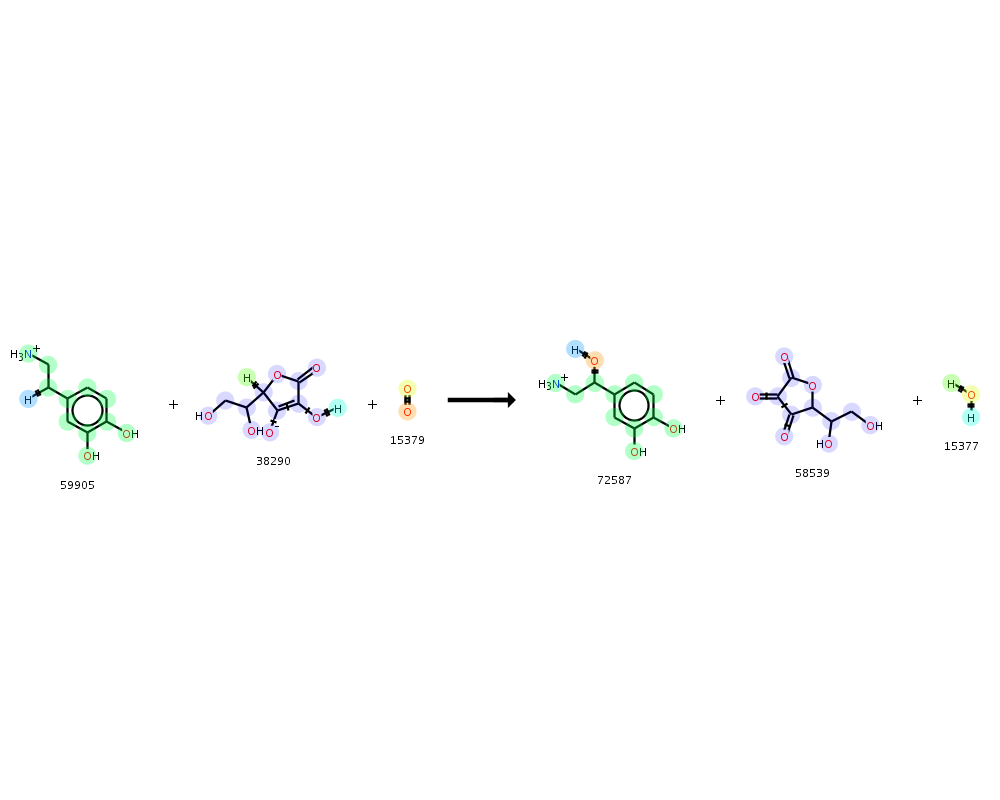 H₃N⁺ H OH OH
59905
+
H O O HO OH O⁻ O H
38290
+
O O
15379
H O H₃N⁺ OH OH
72587
+
O O O O HO OH
58539
+
H O H
15377